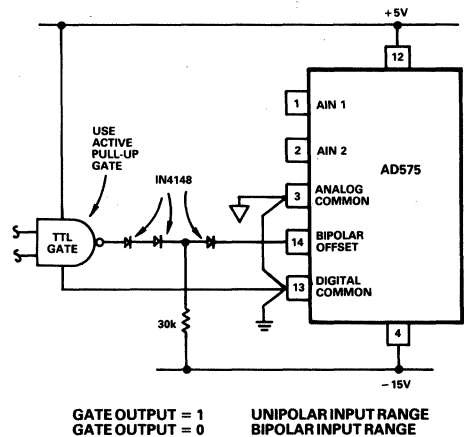 +5V
12
1 AIN 1
USE
ACTIVE
PULL-UP
GATE
2 AIN 2
AD575
IN4148
3 ANALOG
COMMON
TTL
GATE
14 BIPOLAR
OFFSET
13 DIGITAL
COMMON
30k
4
–15V
GATE OUTPUT = 1 UNIPOLAR INPUT RANGE
GATE OUTPUT = 0 BIPOLAR INPUT RANGE